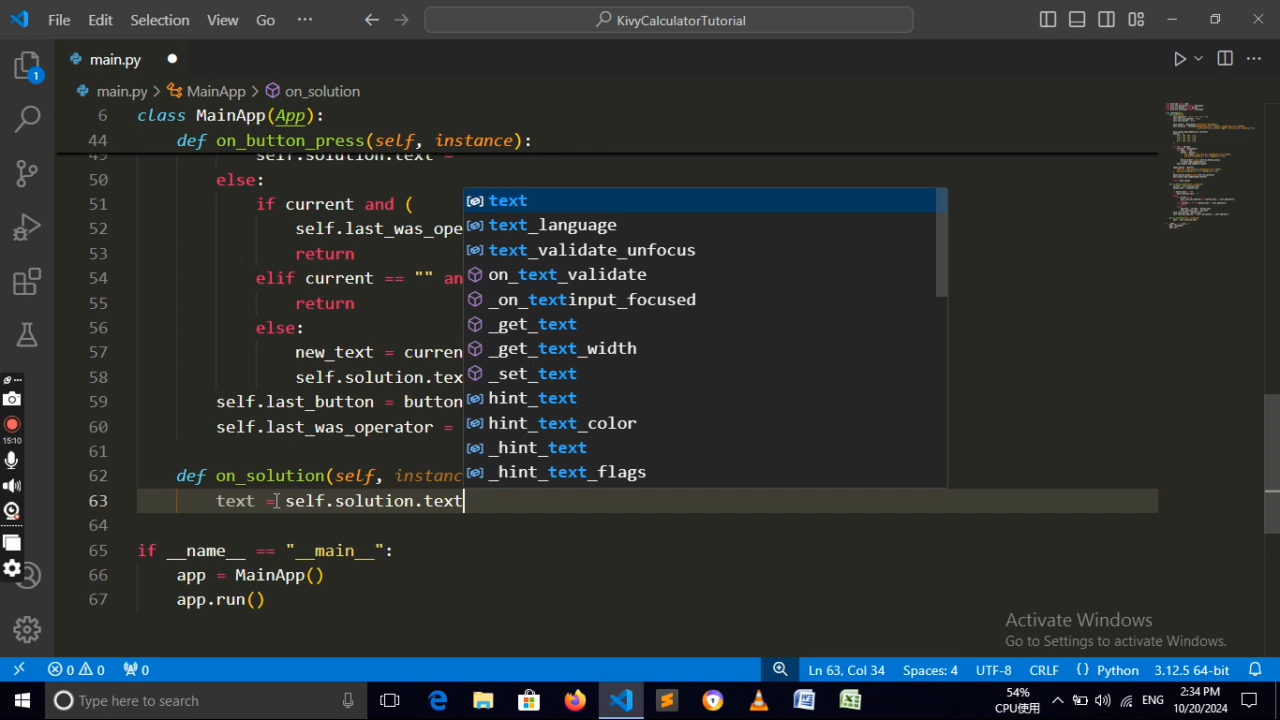 File Edit Selection View Go ··· KivyCalculatorTutorial
main.py
1
main.py > MainApp > on_solution
6 class MainApp(App):
44 def on_button_press(self, instance):
self.solution.text =
50 else:
51 if current and (
52 self.last_was_ope
53 return
54 elif current == "" an
55 return
56 else:
57 new_text = curren
58 self.solution.tex
59 self.last_button = button
60 self.last_was_operator =
61
62 def on_solution(self, instanc
63 text = self.solution.text
64
65 if __name__ == "__main__":
66 app = MainApp()
67 app.run()
text
text_language
text_validate_unfocus
on_text_validate
_on_textinput_focused
_get_text
_get_text_width
_set_text
hint_text
hint_text_color
_hint_text
_hint_text_flags
15:10
Activate Windows
Go to Settings to activate Windows.
0 0 0 Ln 63, Col 34 Spaces: 4 UTF-8 CRLF {} Python 3.12.5 64-bit
Type here to search
54%
CPU使用
ENG
2:34 PM
10/20/2024